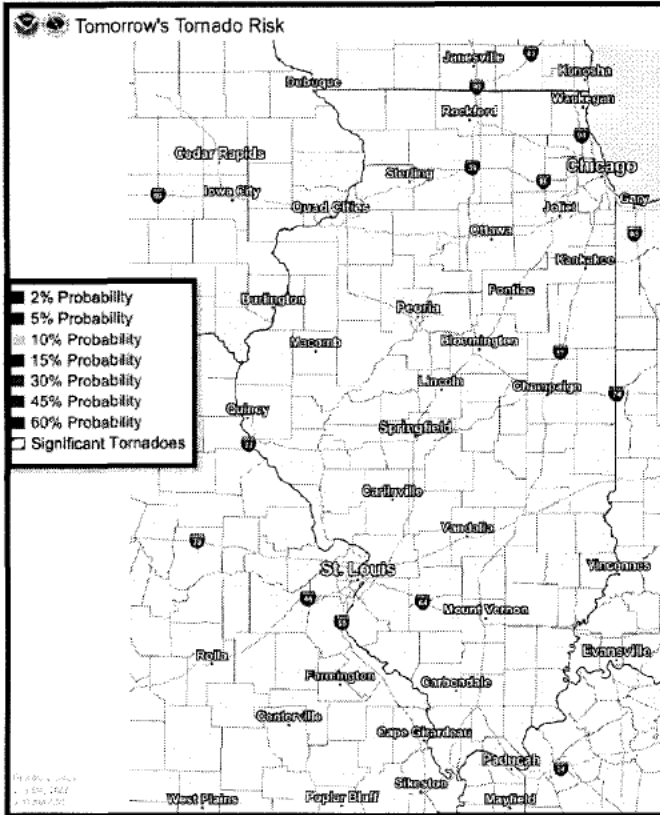 Tomorrow's Tornado Risk
Janesville
Kenosha
Dubuque
Waukegan
Rockford
Cedar Rapids
Sterling
Chicago
Iowa City
Quad Cities
Joliet
Gary
Ottawa
Kankakee
2% Probability
5% Probability
10% Probability
15% Probability
30% Probability
45% Probability
60% Probability
Significant Tornadoes
Burlington
Pontiac
Peoria
Macomb
Bloomington
Lincoln
Champaign
Quincy
Springfield
Carlinville
Vandalia
St. Louis
Vincennes
Mount Vernon
Rolla
Evansville
Farmington
Carbondale
Centerville
Cape Girardeau
Paducah
Sikeston
West Plains
Poplar Bluff
Mayfield